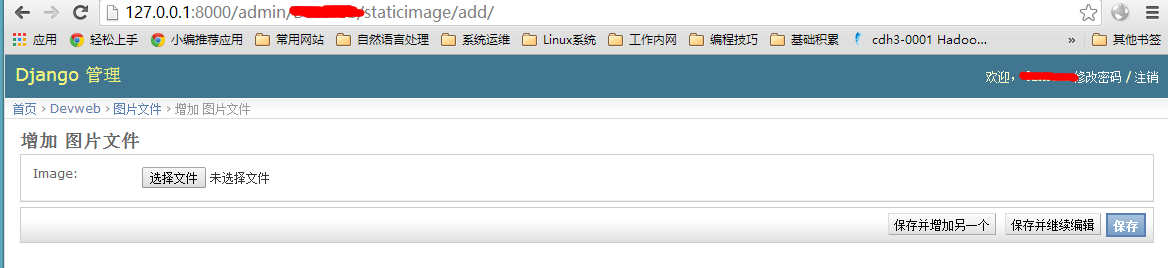 127.0.0.1:8000/admin/ /staticimage/add/
应用 轻松上手 小编推荐应用 常用网站 自然语言处理 系统运维 Linux系统 工作内网 编程技巧 基础积累 cdh3-0001 Hadoo... » 其他书签
Django 管理 欢迎， 修改密码 / 注销
首页 › Devweb › 图片文件 › 增加 图片文件
增加 图片文件
Image: 选择文件 未选择文件
保存并增加另一个 保存并继续编辑 保存